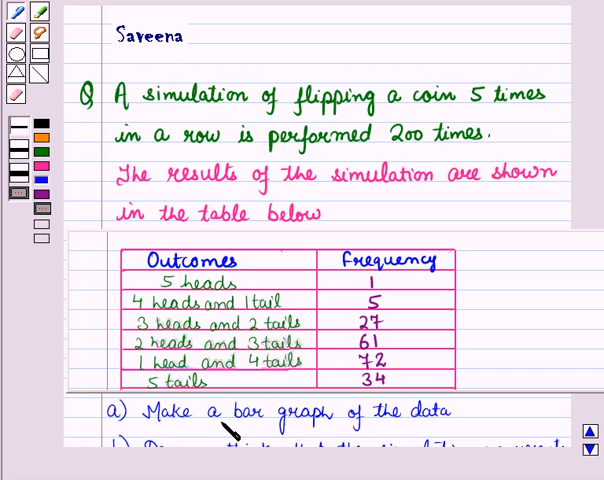 Saveena
Q A simulation of flipping a coin 5 times
in a row is performed 200 times.
The results of the simulation are shown
in the table below
Outcomes Frequency
5 heads 1
4 heads and 1 tail 5
3 heads and 2 tails 27
2 heads and 3 tails 61
1 head and 4 tails 72
5 tails 34
a) Make a bar graph of the data